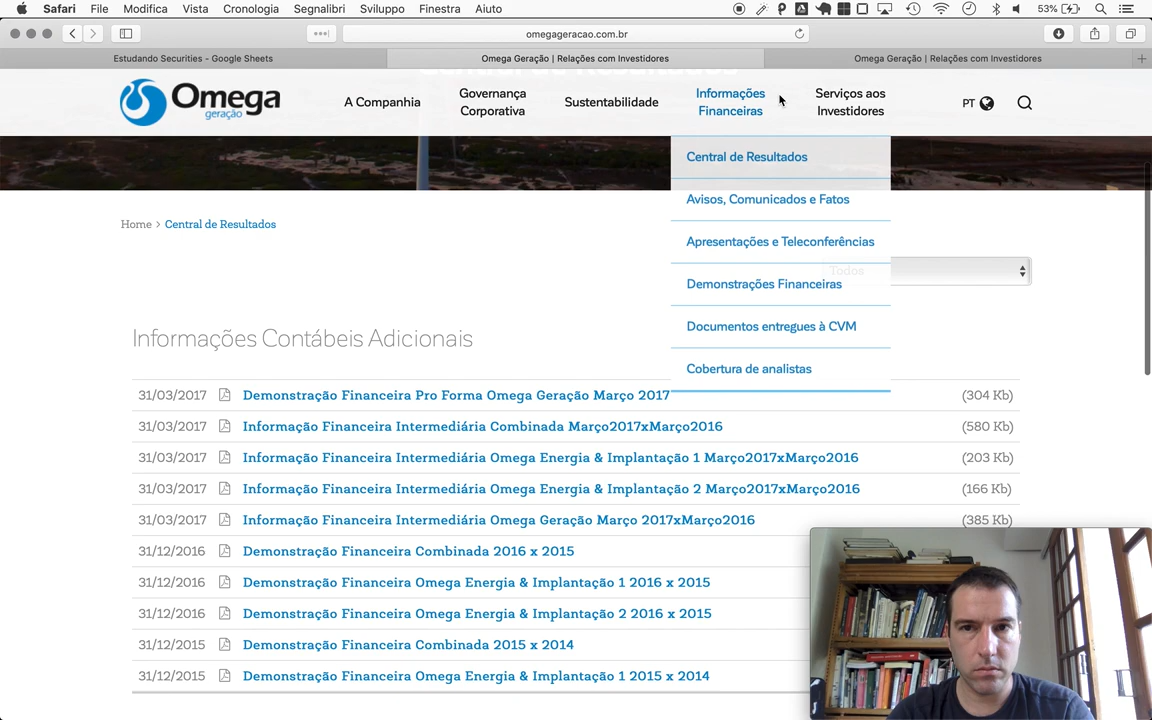 Safari File Modifica Vista Cronologia Segnalibri Sviluppo Finestra Aiuto 53%
omegageracao.com.br
Estudando Securities - Google Sheets
Omega Geração | Relações com Investidores
Omega Geração | Relações com Investidores
Central de Resultados
Omega
geração
A Companhia
Governança
Corporativa
Sustentabilidade
Informações
Financeiras
Serviços aos
Investidores
PT
Central de Resultados
Avisos, Comunicados e Fatos
Apresentações e Teleconferências
Demonstrações Financeiras
Documentos entregues à CVM
Cobertura de analistas
Home > Central de Resultados
Todos
Informações Contábeis Adicionais
31/03/2017 Demonstração Financeira Pro Forma Omega Geração Março 2017 (304 Kb)
31/03/2017 Informação Financeira Intermediária Combinada Março2017xMarço2016 (580 Kb)
31/03/2017 Informação Financeira Intermediária Omega Energia & Implantação 1 Março2017xMarço2016 (203 Kb)
31/03/2017 Informação Financeira Intermediária Omega Energia & Implantação 2 Março2017xMarço2016 (166 Kb)
31/03/2017 Informação Financeira Intermediária Omega Geração Março 2017xMarço2016 (385 Kb)
31/12/2016 Demonstração Financeira Combinada 2016 x 2015
31/12/2016 Demonstração Financeira Omega Energia & Implantação 1 2016 x 2015
31/12/2016 Demonstração Financeira Omega Energia & Implantação 2 2016 x 2015
31/12/2015 Demonstração Financeira Combinada 2015 x 2014
31/12/2015 Demonstração Financeira Omega Energia & Implantação 1 2015 x 2014